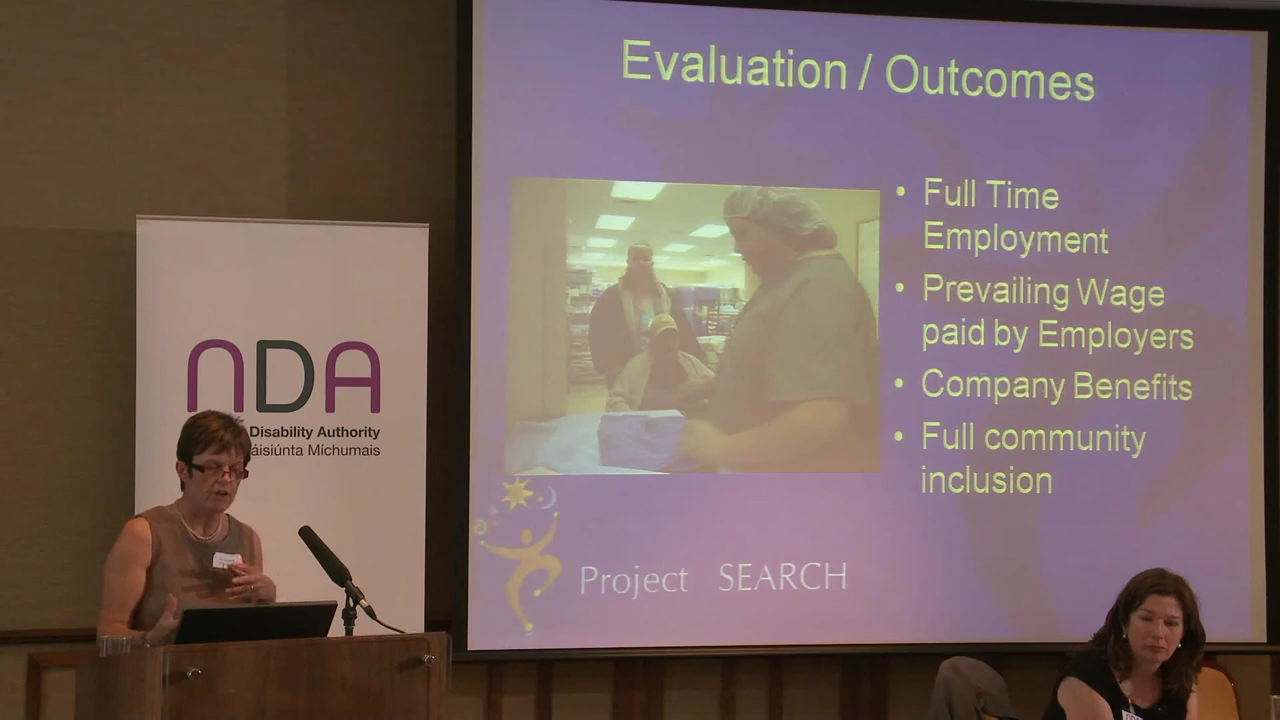 Evaluation / Outcomes
• Full Time
Employment
• Prevailing Wage
paid by Employers
• Company Benefits
• Full community
inclusion
Project SEARCH
NDA
Disability Authority
áisiúnta Míchumais